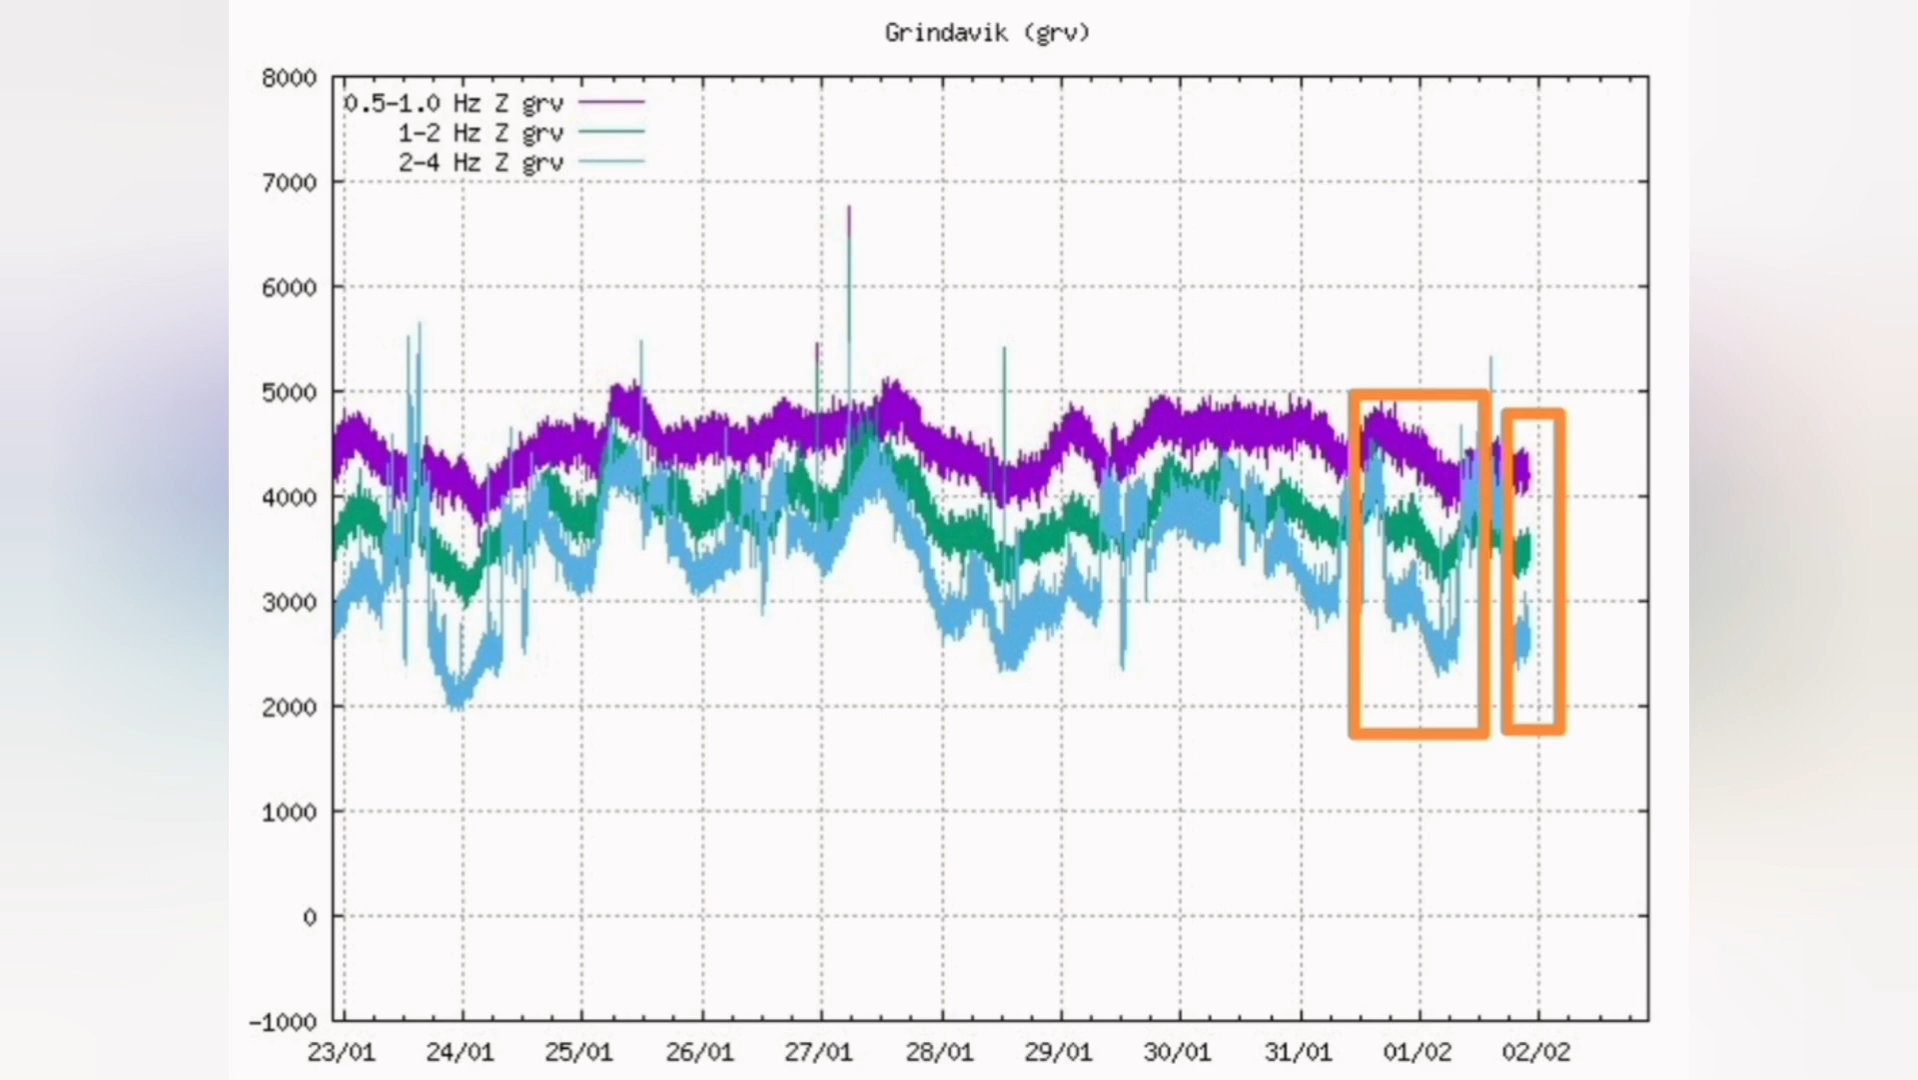 Grindavik (grv)
8000
0.5-1.0 Hz Z grv
1-2 Hz Z grv
2-4 Hz Z grv
7000
6000
5000
4000
3000
2000
1000
0
-1000
23/01 24/01 25/01 26/01 27/01 28/01 29/01 30/01 31/01 01/02 02/02